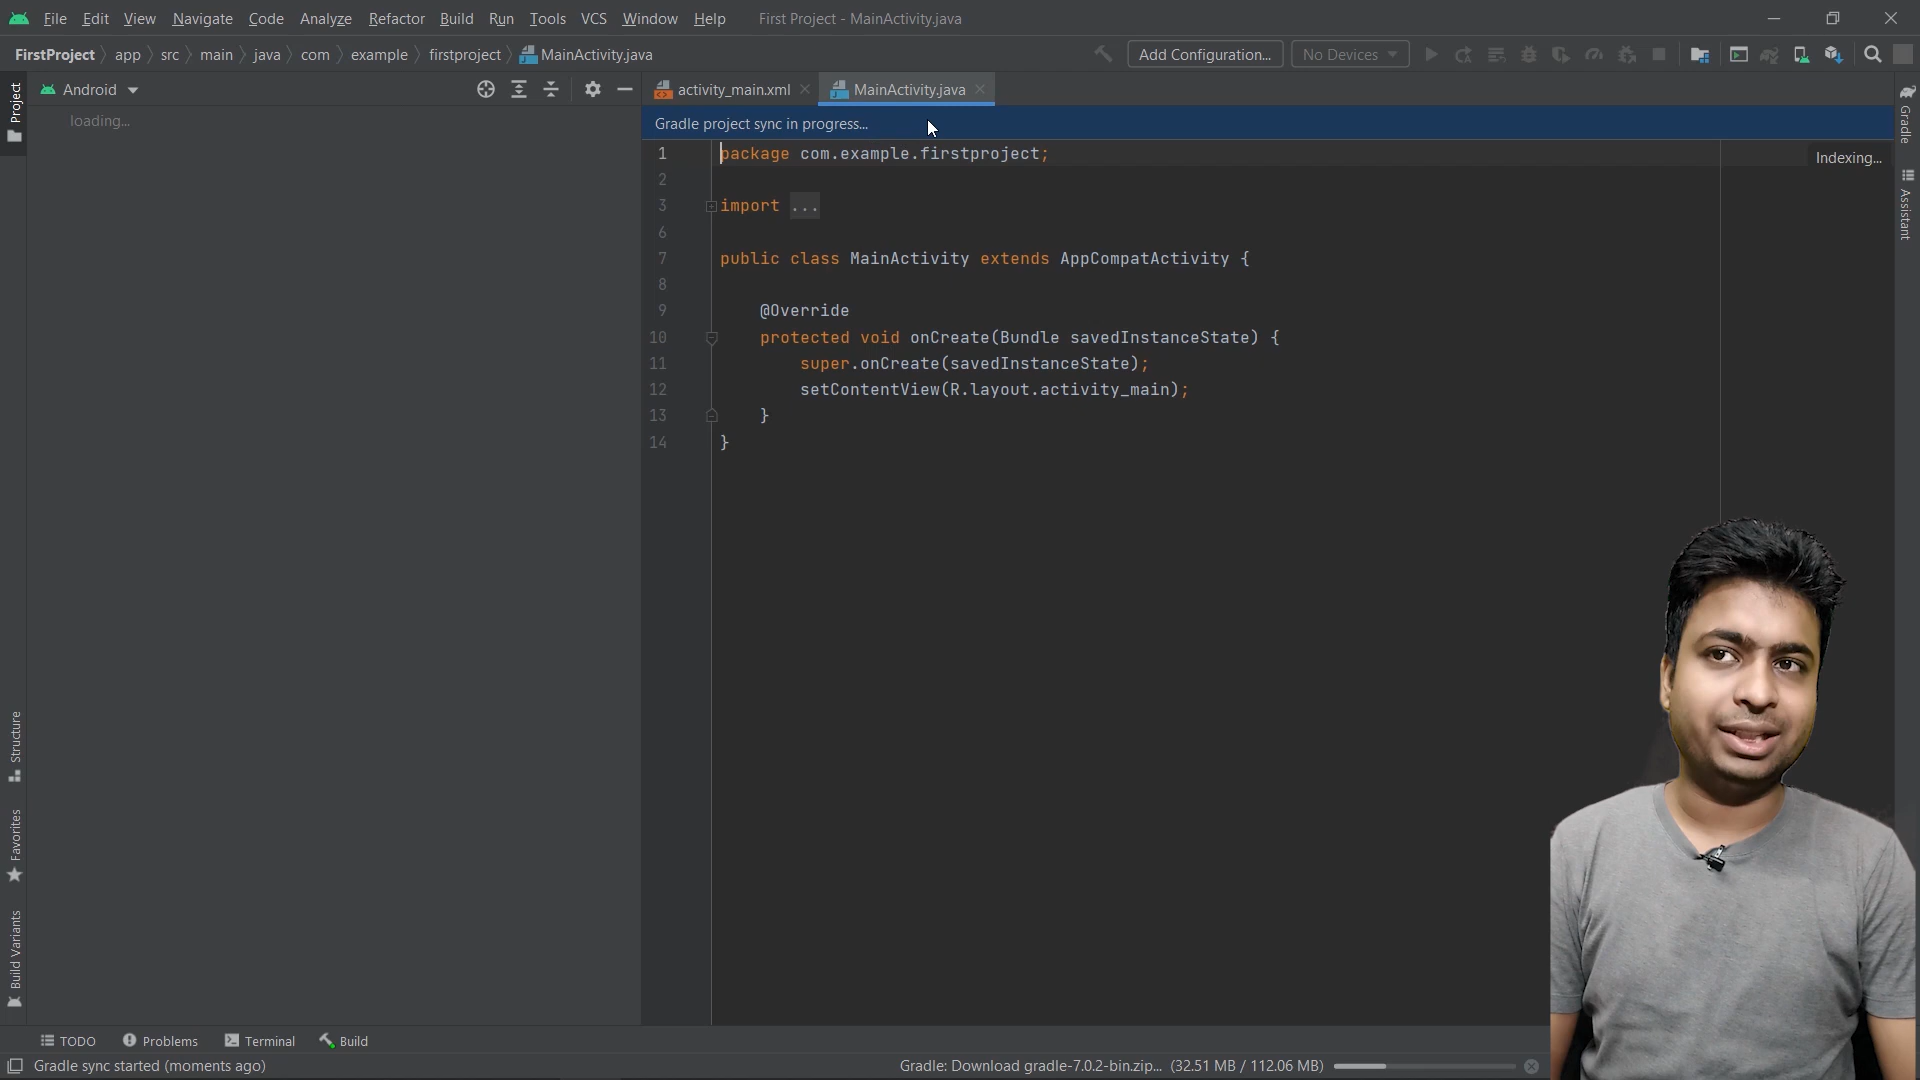 File Edit View Navigate Code Analyze Refactor Build Run Tools VCS Window Help First Project - MainActivity.java
FirstProject app src main java com example firstproject MainActivity.java Add Configuration... No Devices
Project
Android
activity_main.xml MainActivity.java
loading...
Gradle project sync in progress...
Gradle
Indexing...
Assistant
1 package com.example.firstproject;
2
3 import ...
6
7 public class MainActivity extends AppCompatActivity {
8
9 @Override
10 protected void onCreate(Bundle savedInstanceState) {
11 super.onCreate(savedInstanceState);
12 setContentView(R.layout.activity_main);
13 }
14 }
Structure
Favorites
Build Variants
TODO Problems Terminal Build
Gradle sync started (moments ago) Gradle: Download gradle-7.0.2-bin.zip... (32.51 MB / 112.06 MB)